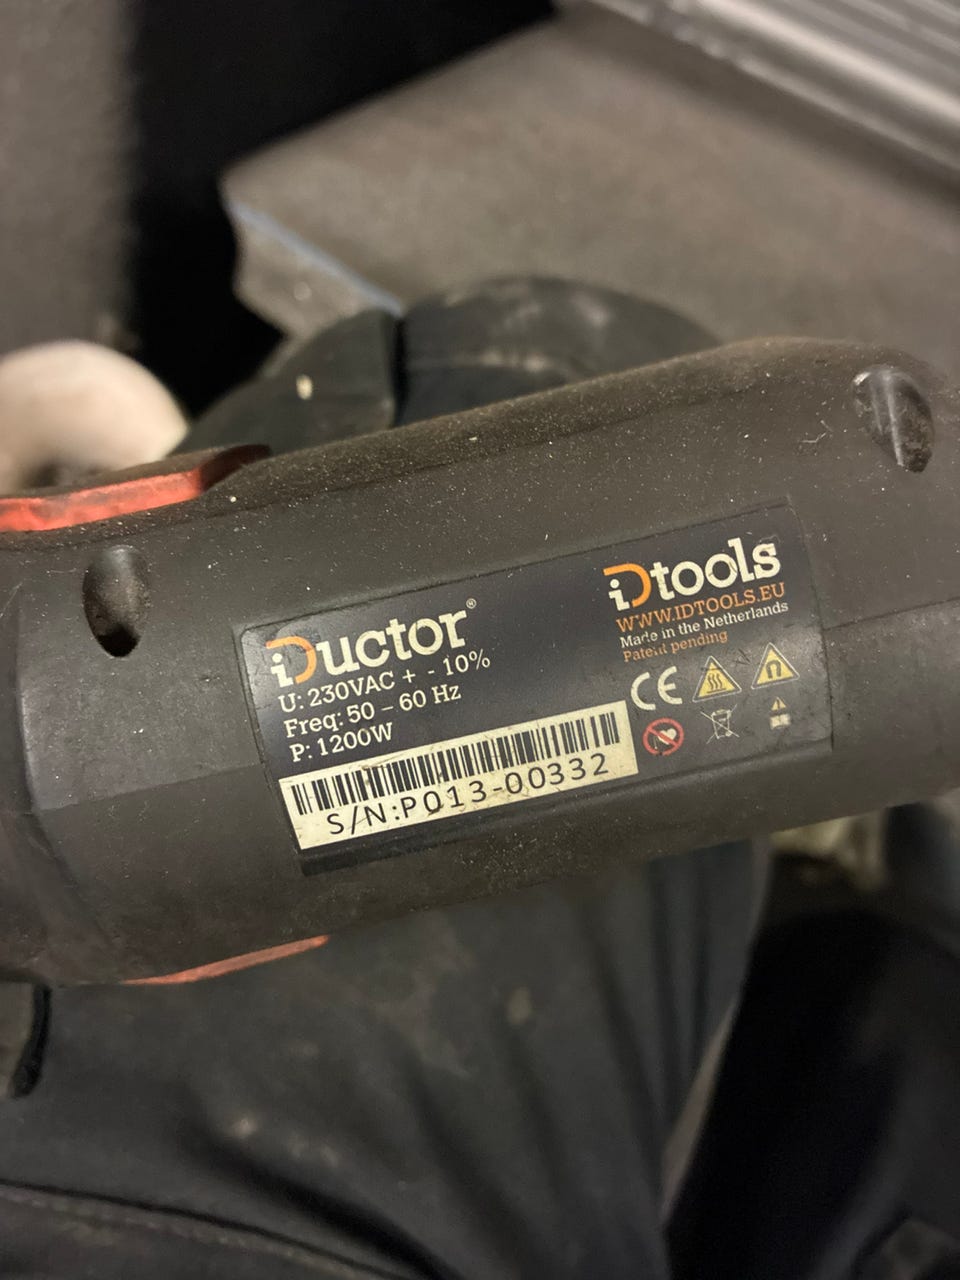 iDuctor®
U: 230VAC + - 10%
Freq: 50 – 60 Hz
P: 1200W
S/N:P013-00332
iDtools
WWW.IDTOOLS.EU
Made in the Netherlands
Patent pending
CE